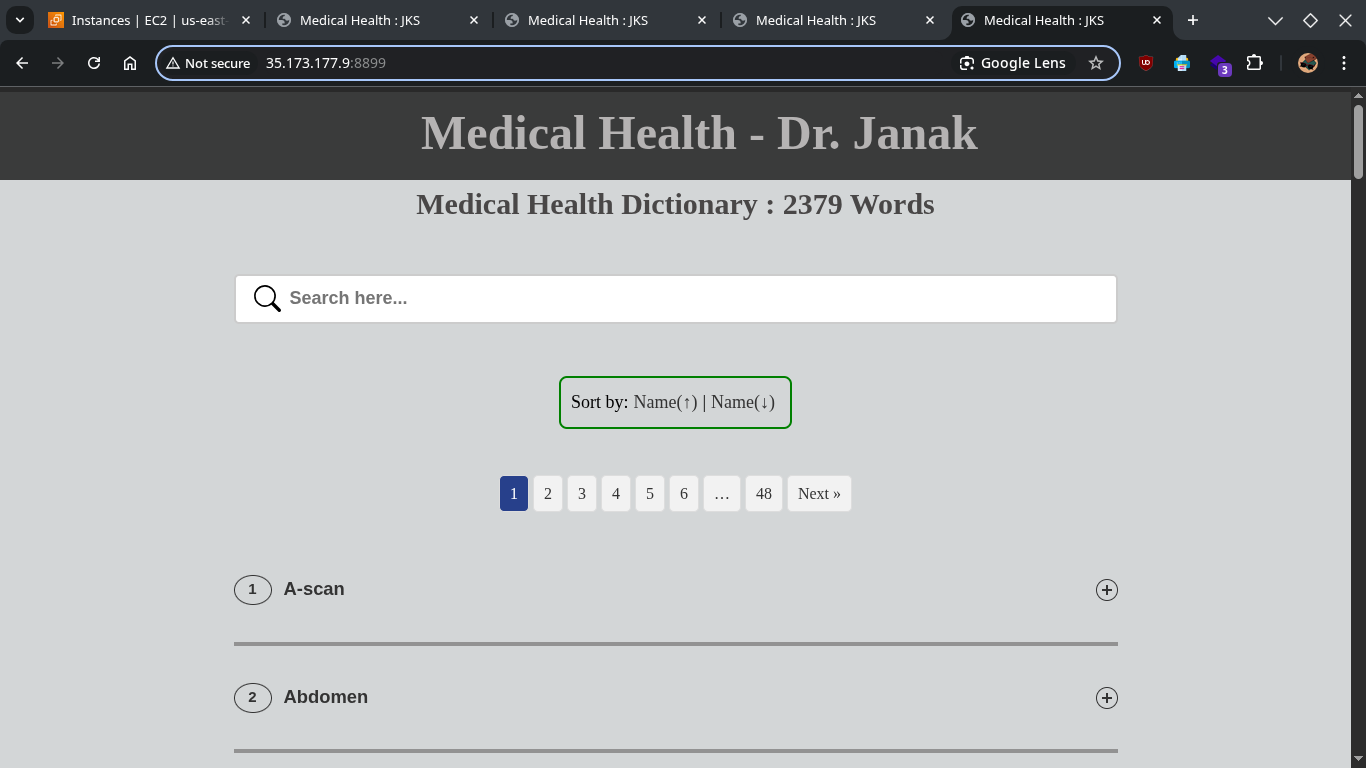 Instances | EC2 | us-east-
Medical Health : JKS
Medical Health : JKS
Medical Health : JKS
Medical Health : JKS
Not secure
35.173.177.9:8899
Google Lens
3
Medical Health - Dr. Janak
Medical Health Dictionary : 2379 Words
Search here...
Sort by: Name(↑) | Name(↓)
1 2 3 4 5 6 … 48 Next »
1 A-scan
2 Abdomen